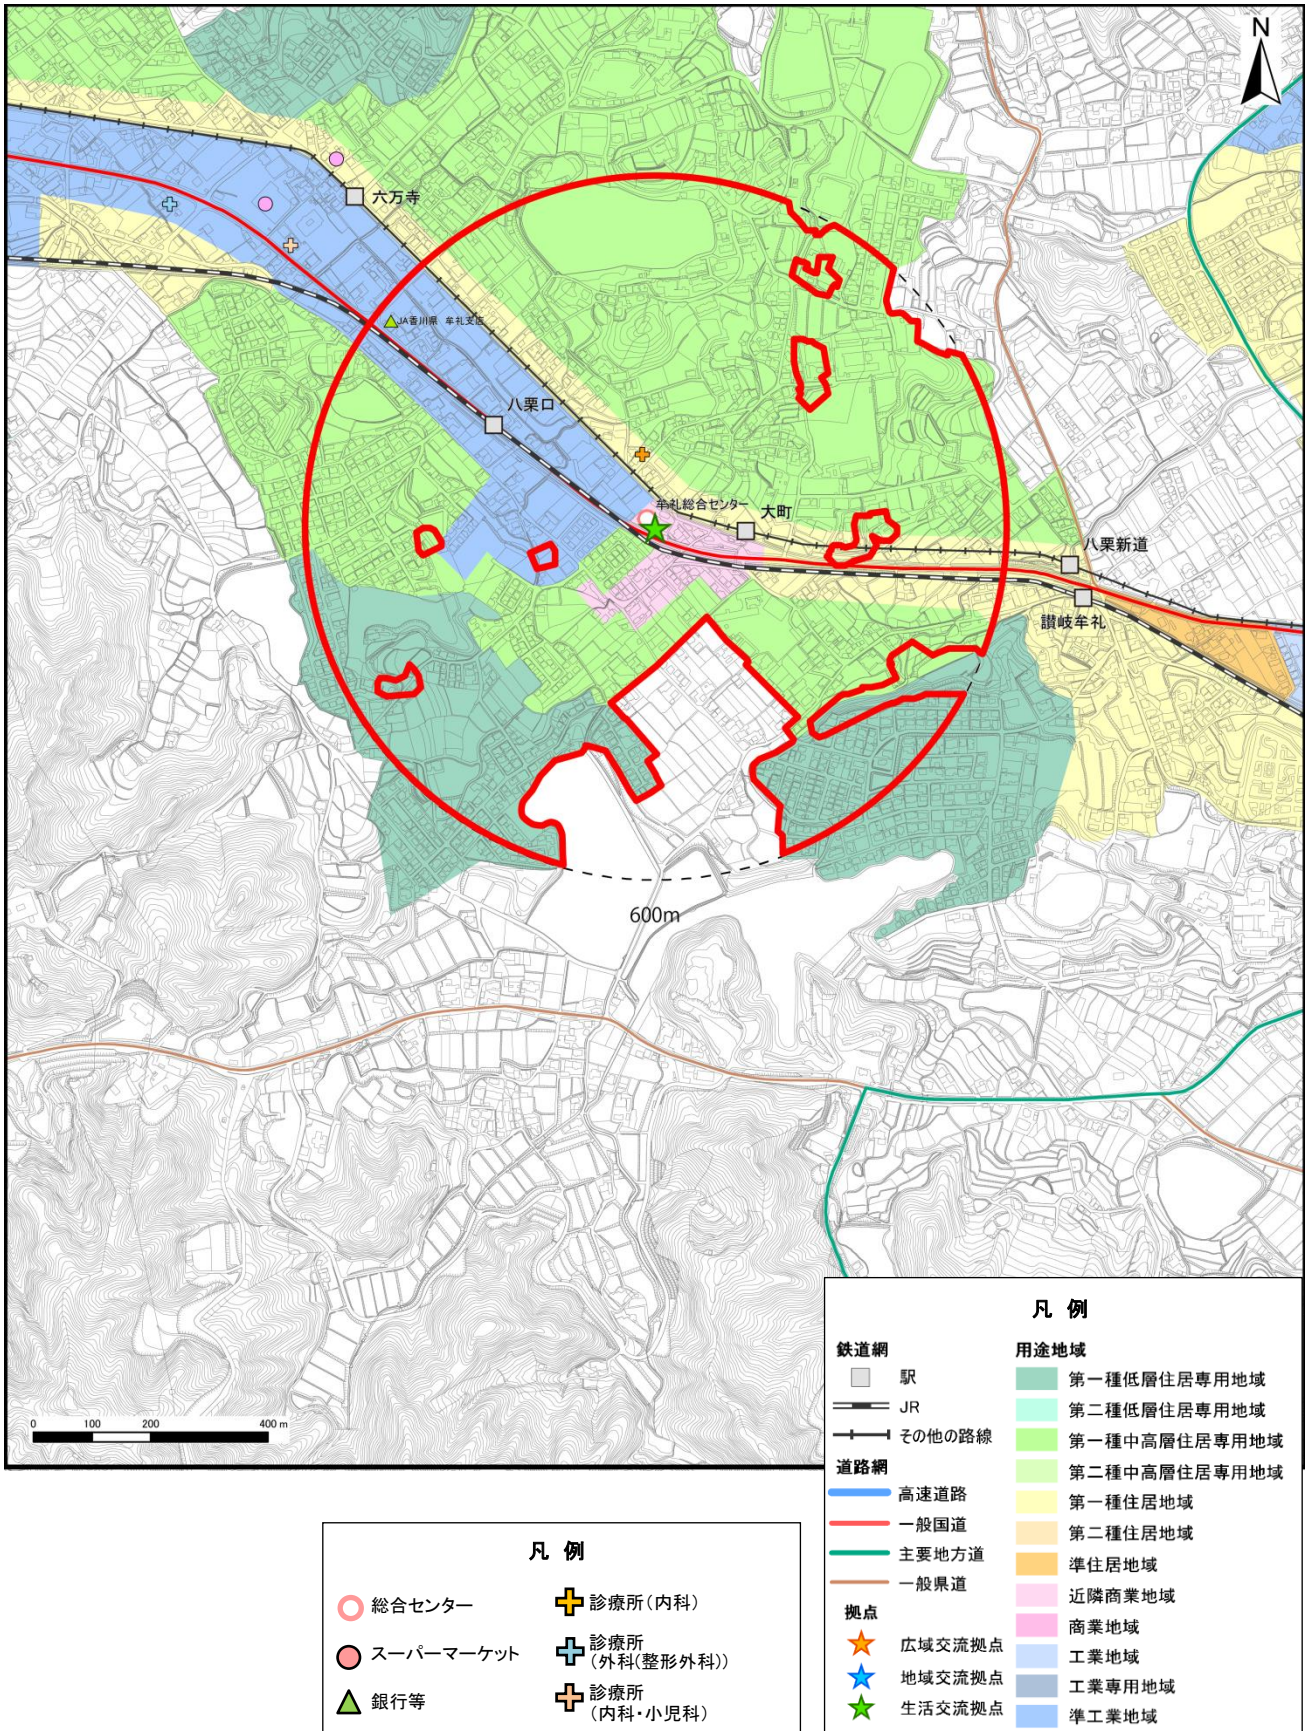 N
六万寺
JA香川県 牟礼支店
八栗口
牟礼総合センター
大町
八栗新道
讃岐牟礼
600m
0 100 200 400 m
凡 例
鉄道網
駅
JR
その他の路線
道路網
高速道路
一般国道
主要地方道
一般県道
拠点
広域交流拠点
地域交流拠点
生活交流拠点
用途地域
第一種低層住居専用地域
第二種低層住居専用地域
第一種中高層住居専用地域
第二種中高層住居専用地域
第一種住居地域
第二種住居地域
準住居地域
近隣商業地域
商業地域
工業地域
工業専用地域
準工業地域
凡 例
総合センター
スーパーマーケット
銀行等
診療所(内科)
診療所
(外科(整形外科))
診療所
(内科・小児科)